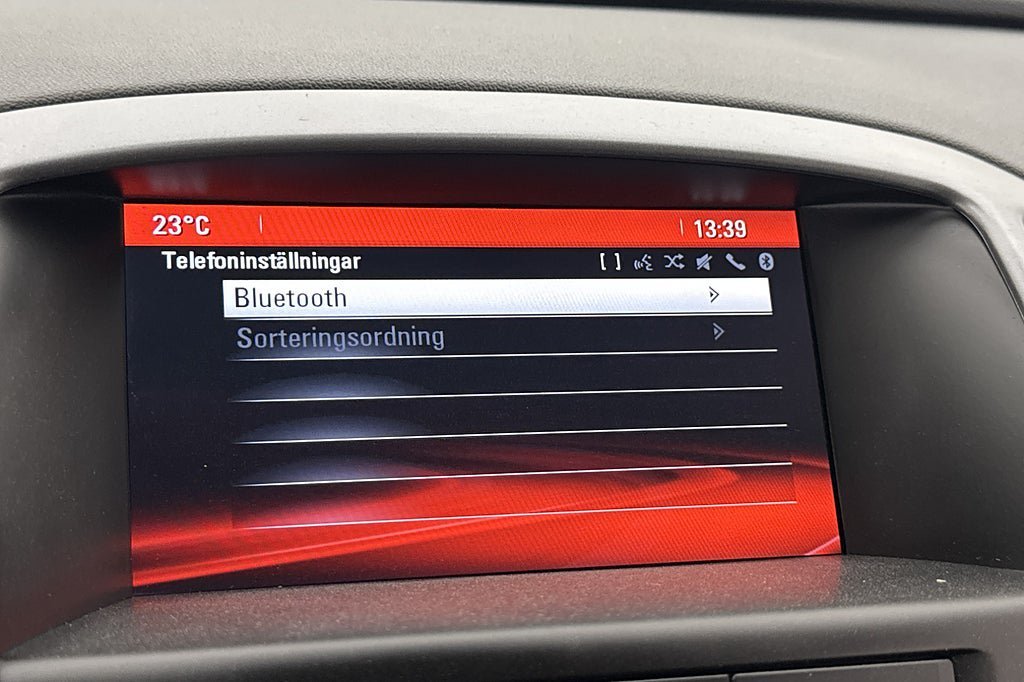 23°C 13:39
Telefoninställningar [ ]
Bluetooth
Sorteringsordning